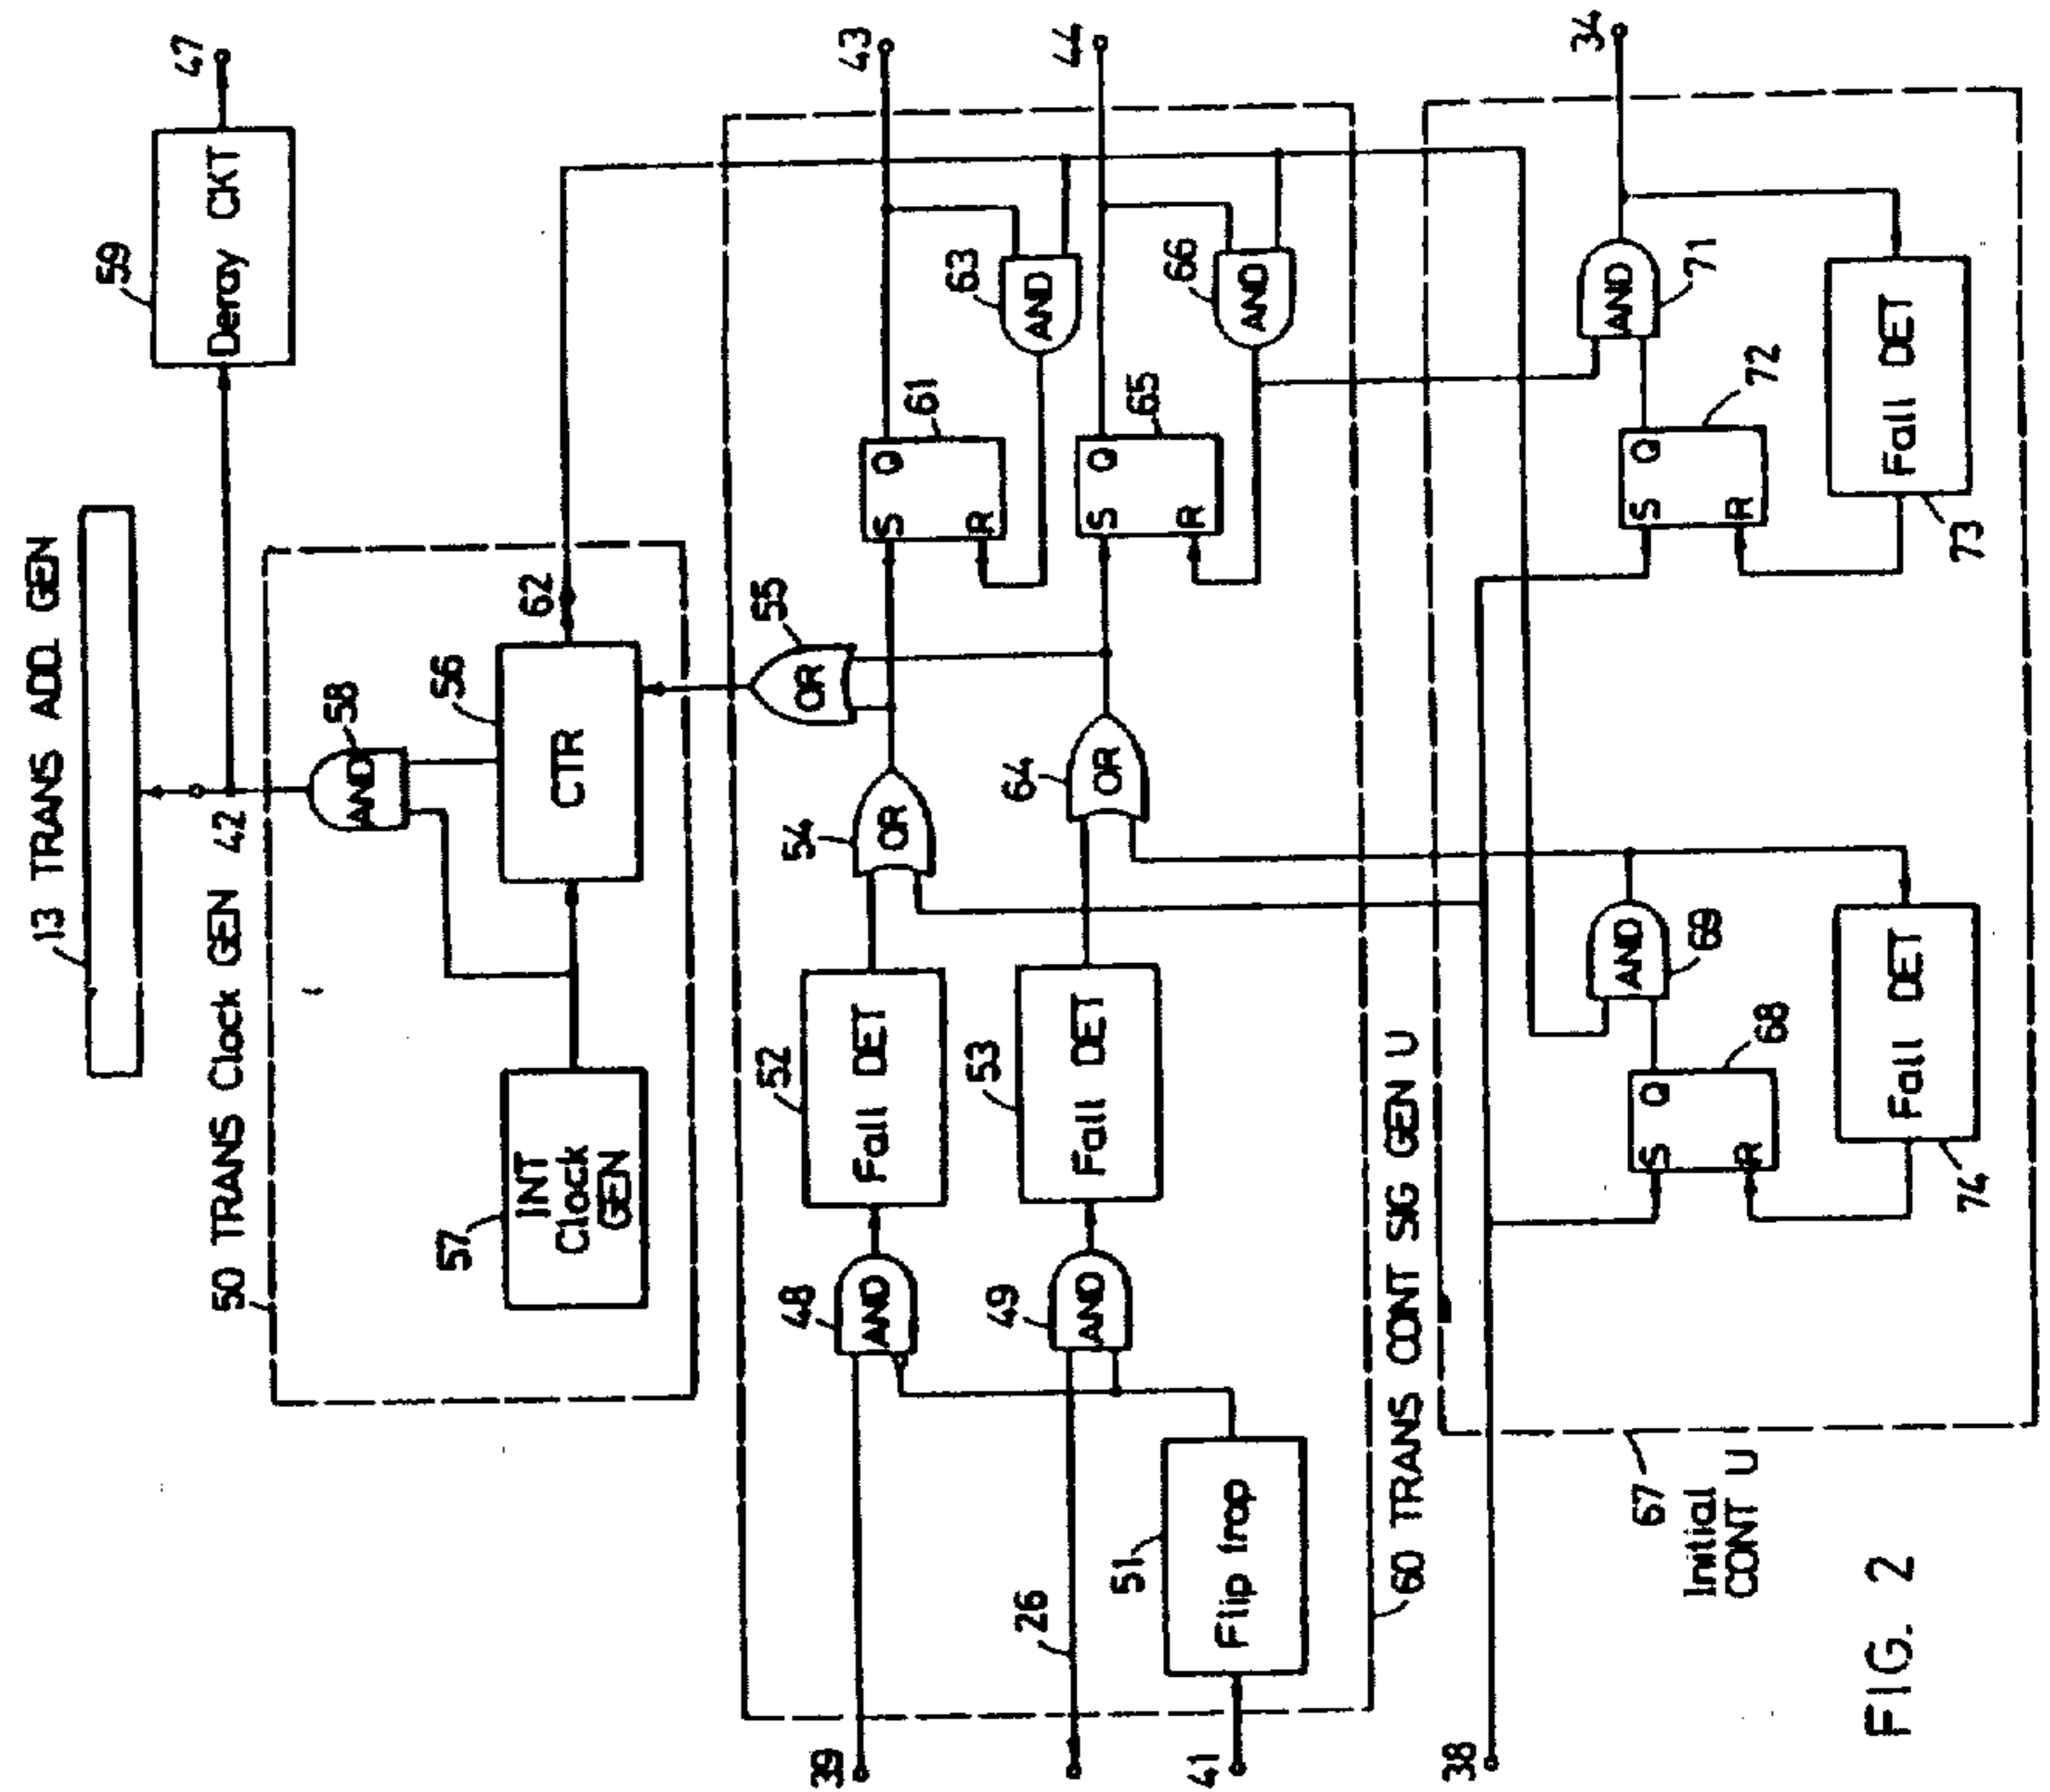 13 TRANS ADD. GEN
50 TRANS Clock GEN 42
59
Deray CKT
47
57
INT
Clock
GEN
58
AND
56
CTR
62
39
26
41
51
Flip frop
48
AND
49
AND
52
Fall DET
53
Fall DET
54
OR
64
OR
55
OR
61
S Q
R
65
S Q
R
63
AND
66
AND
43
44
60 TRANS CONT SIG GEN U
38
67
Initial
CONT U
68
S Q
R
69
AND
74
Fall DET
72
S Q
R
71
AND
73
Fall DET
34
FIG. 2